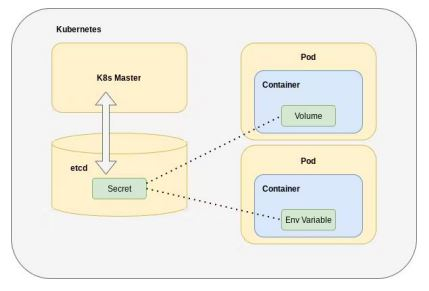 Kubernetes
K8s Master
etcd
Secret
Pod
Container
Volume
Pod
Container
Env Variable